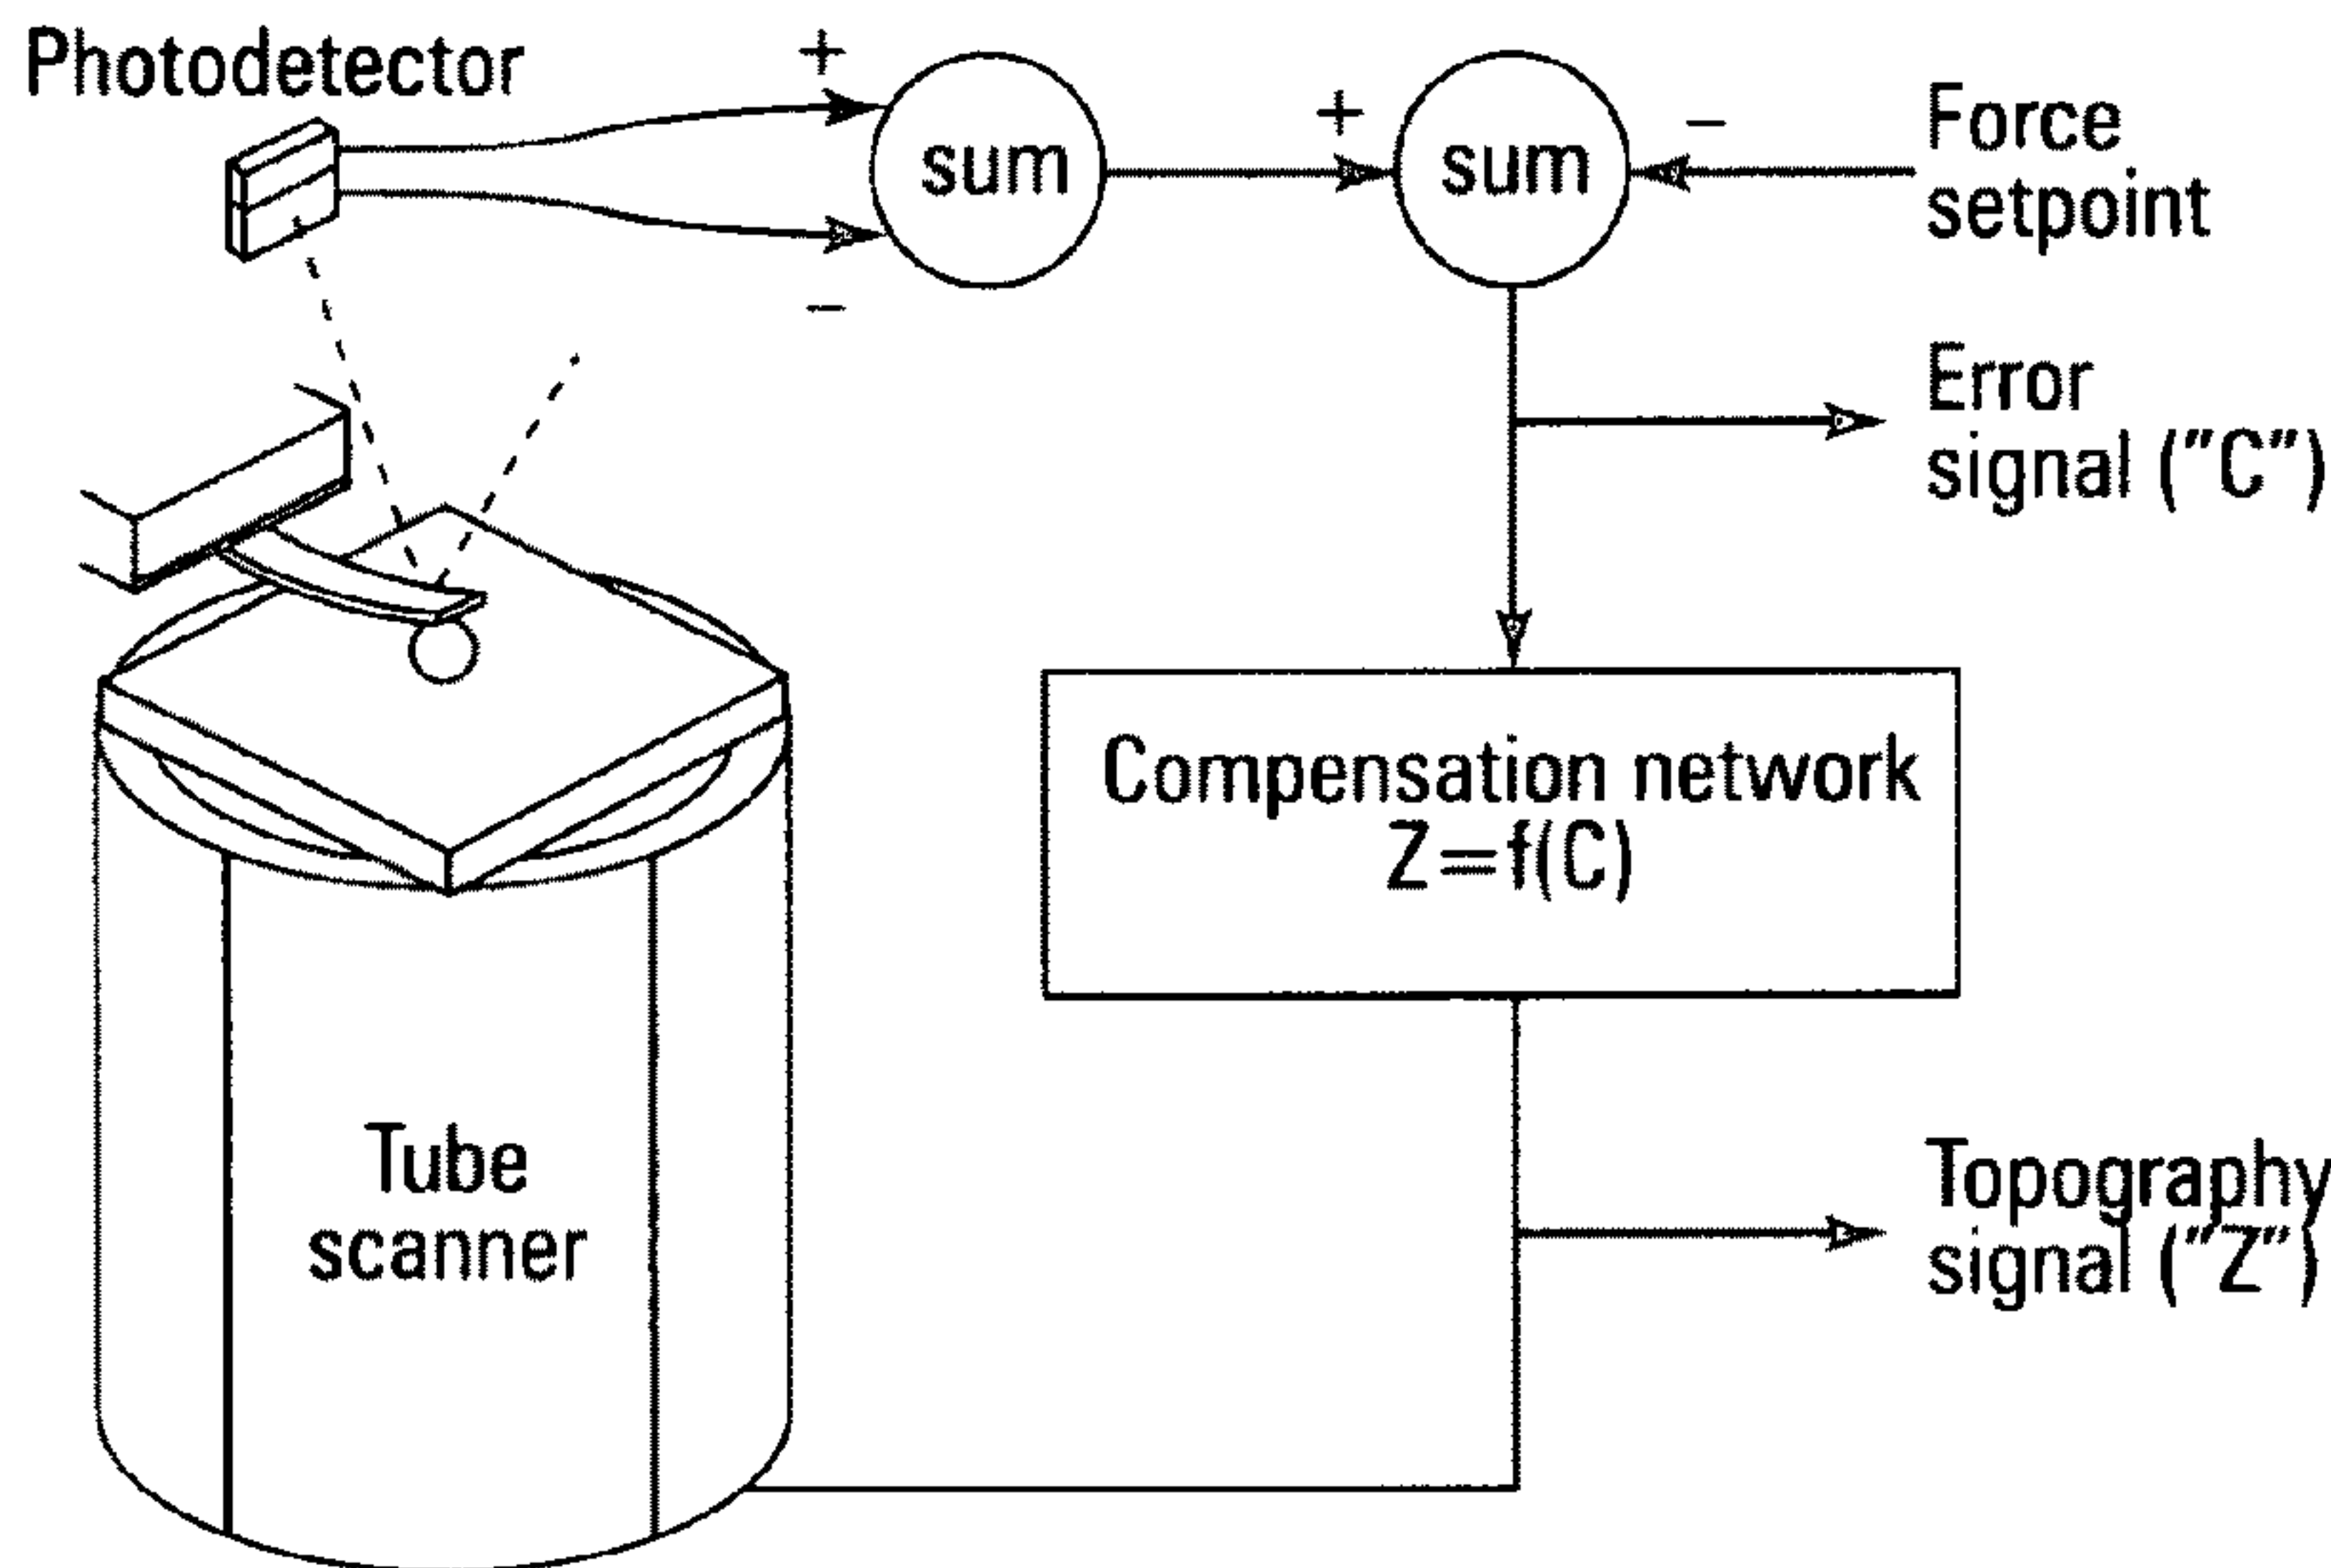 Photodetector
+
−
sum
+
sum
−
Force
setpoint
Error
signal ("C")
Compensation network
Z=f(C)
Tube
scanner
Topography
signal ("Z")